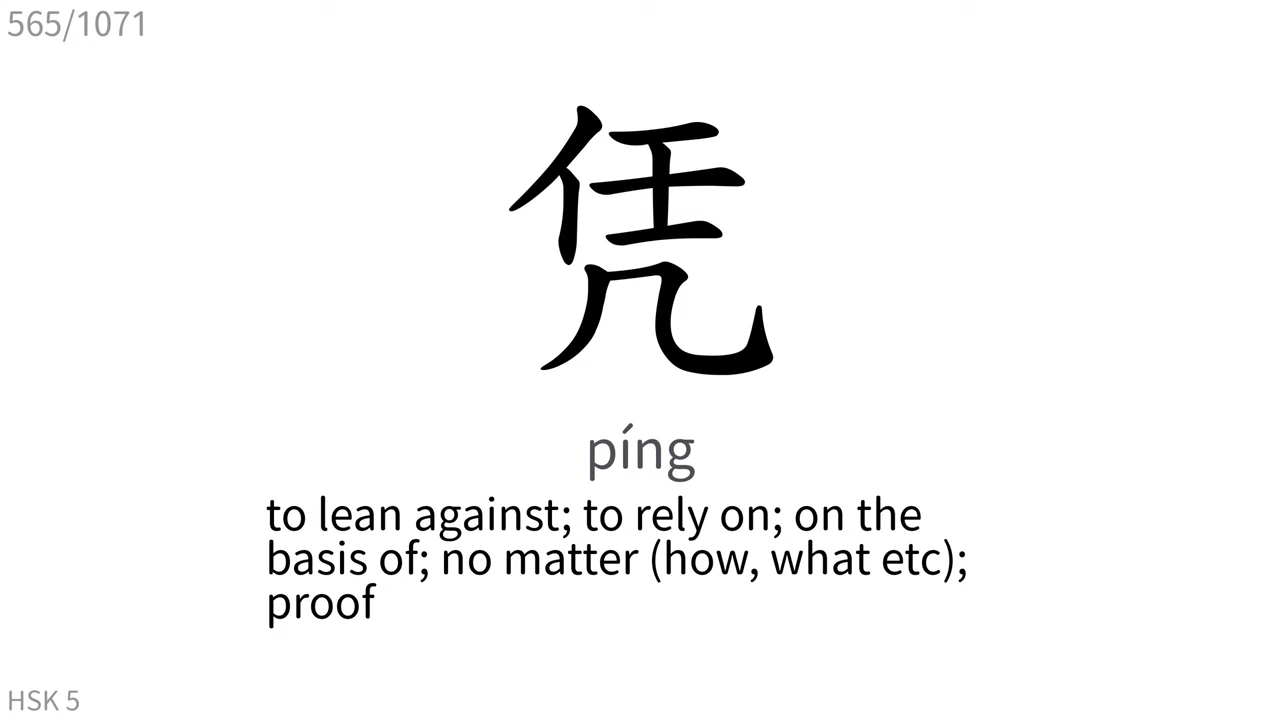 565/1071
凭
píng
to lean against; to rely on; on the
basis of; no matter (how, what etc);
proof
HSK 5